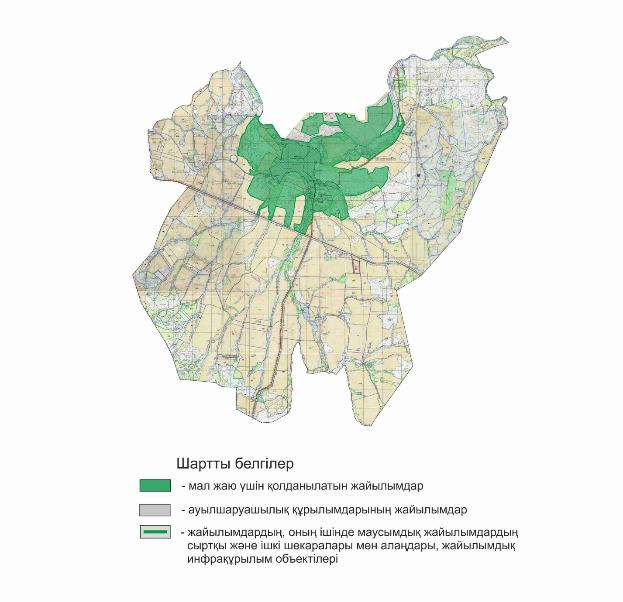 Шартты белгілер
- мал жаю үшін қолданылатын жайылымдар
- ауылшаруашылық құрылымдарының жайылымдар
- жайылымдардың, оның ішінде маусымдық жайылымдардың
сыртқы және ішкі шекаралары мен алаңдары, жайылымдық
инфрақұрылым объектілері